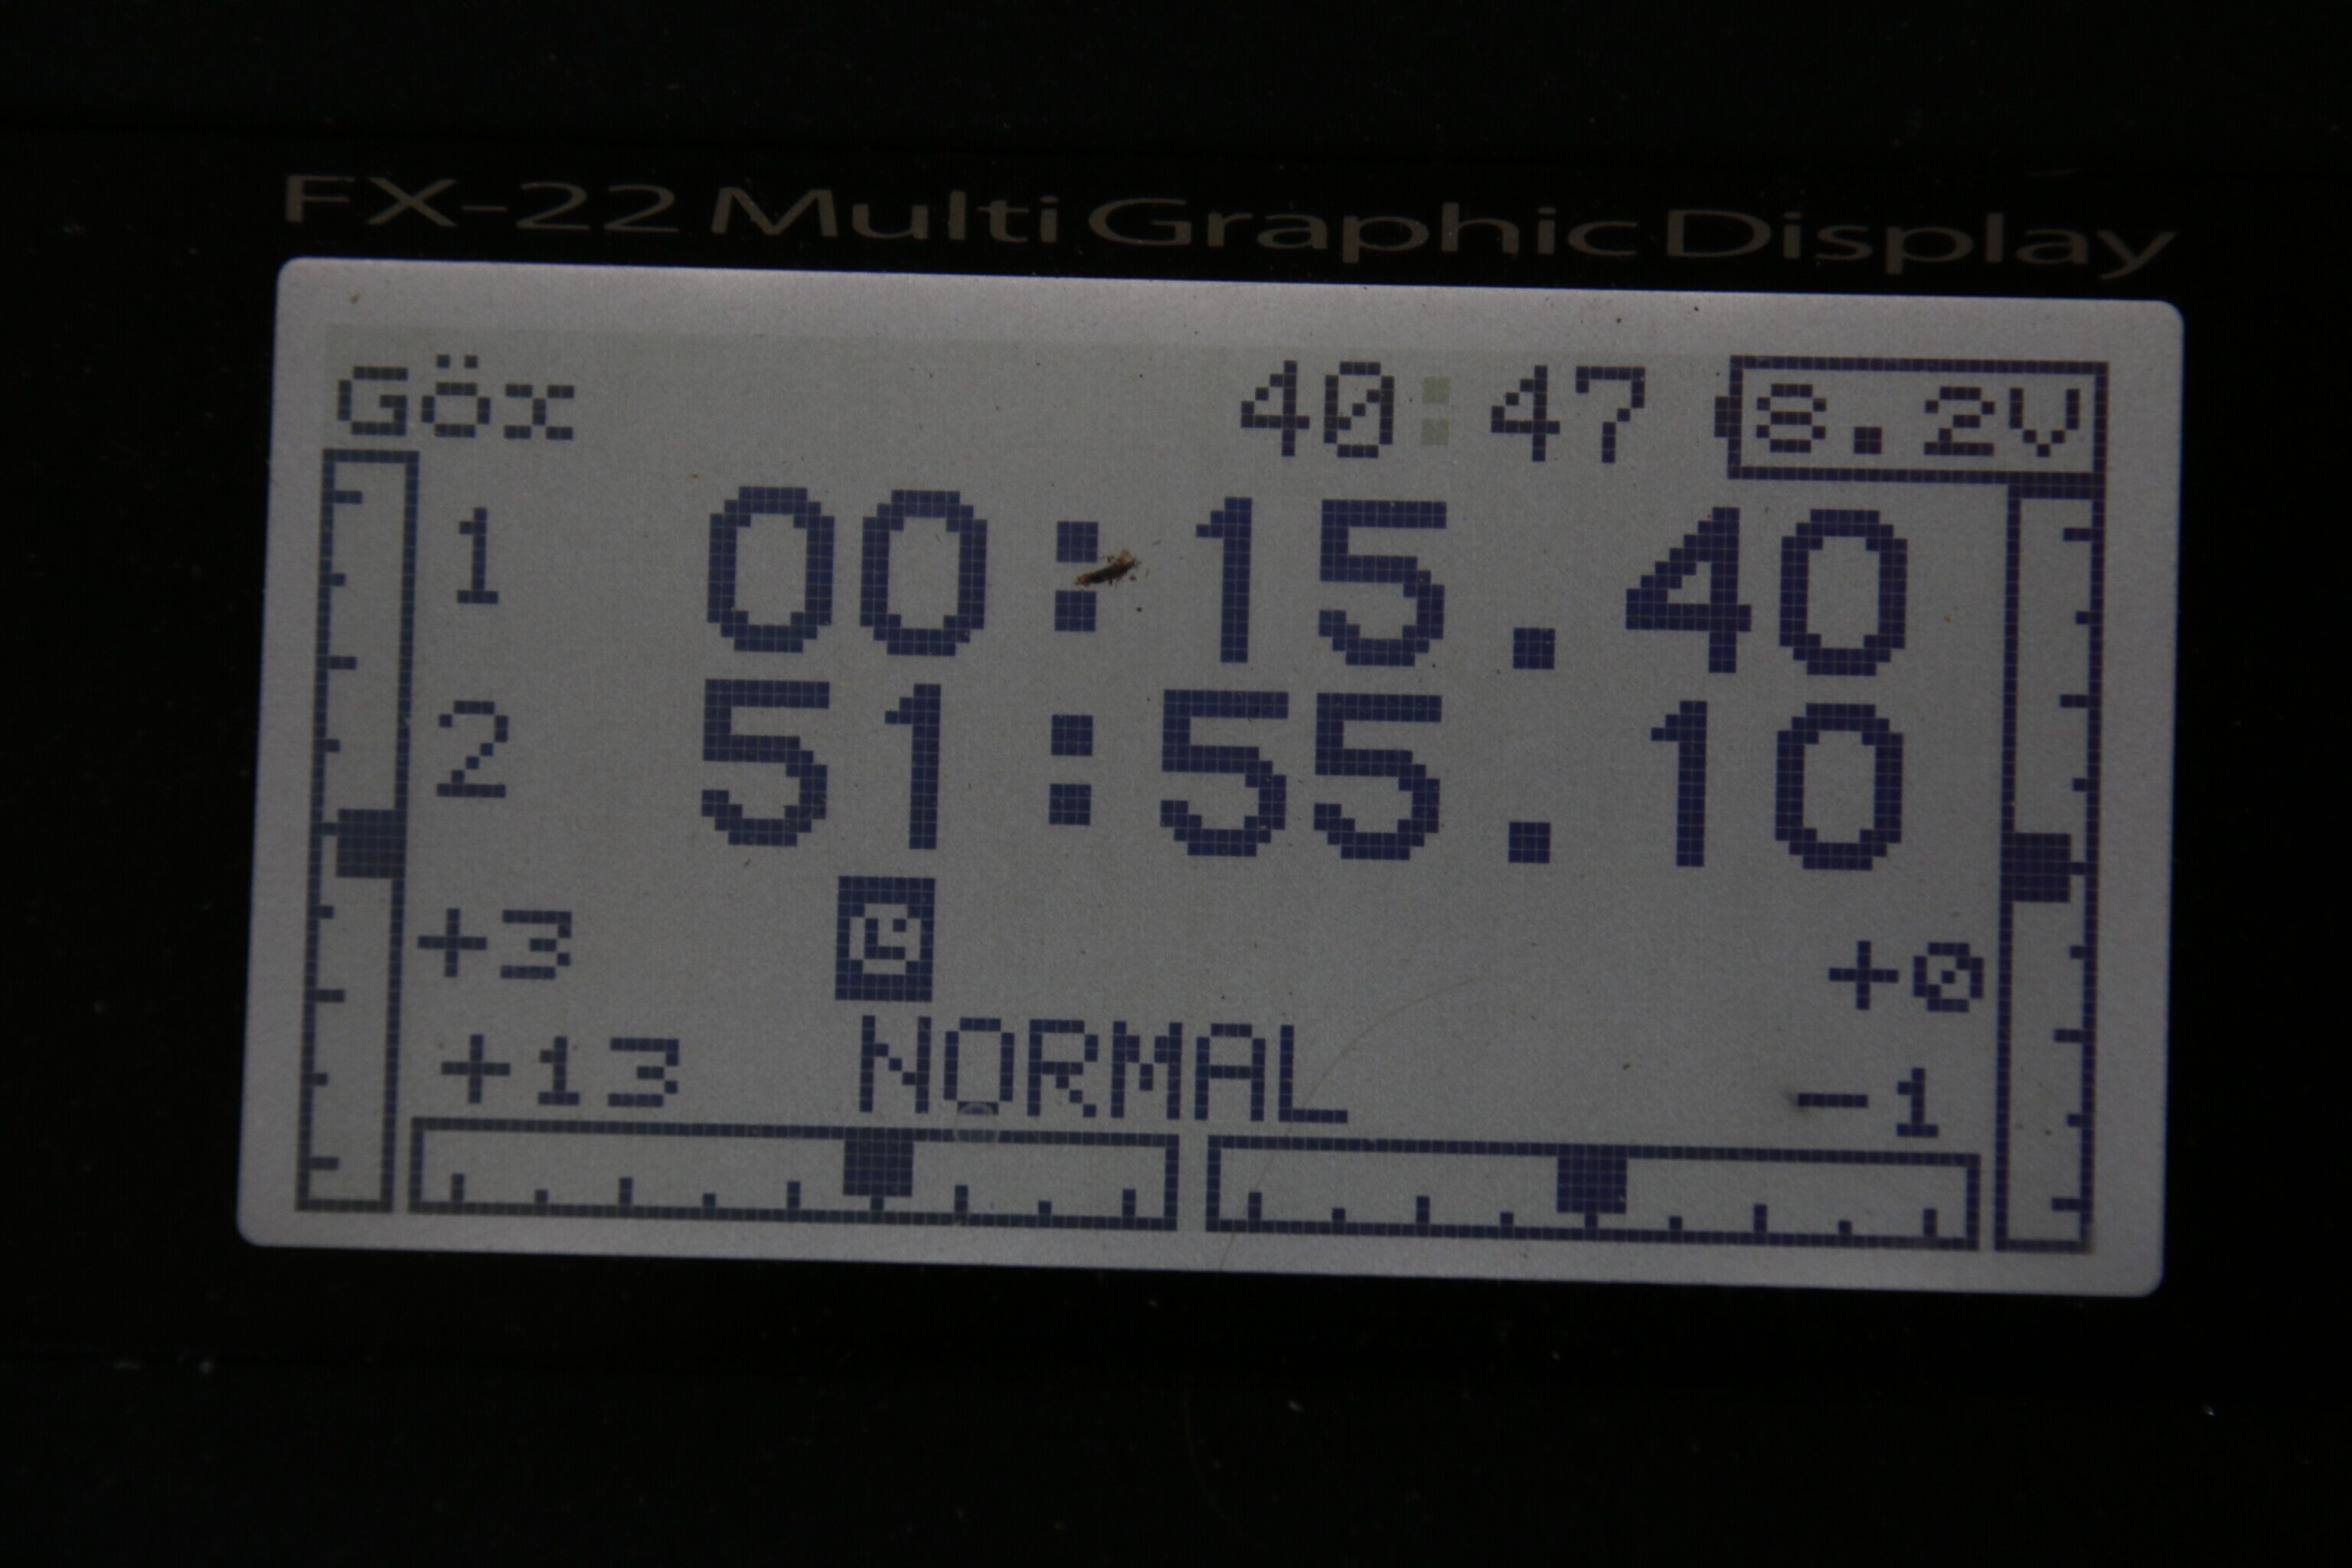 FX-22 Multi Graphic Display
Göx 40:47 8.2V
1 00:15.40
2 51:55.10
+3 +0
+13 NORMAL -1